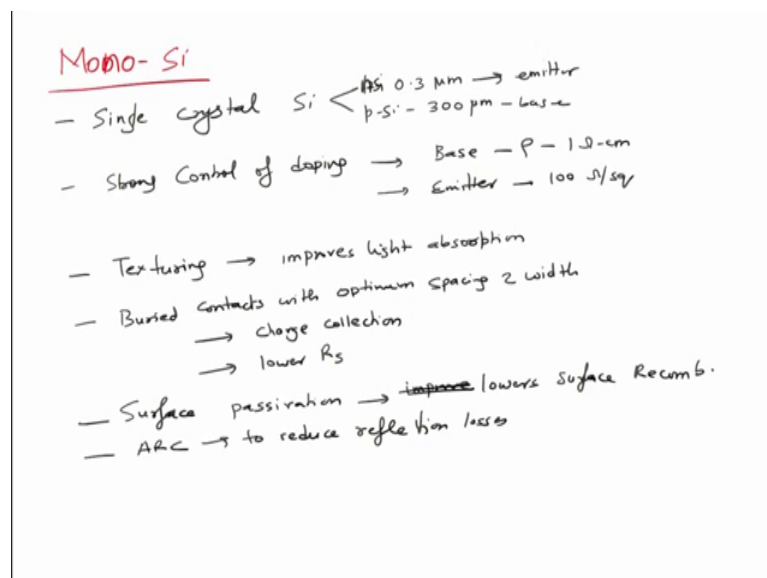 Mono-Si
— Single crystal Si < nsi 0.3 μm → emitter
p-si - 300 μm - base
- Strong Control of doping → Base - ρ - 1 Ω-cm
→ Emitter - 100 Ω/sq
— Texturing → improves light absorption
— Buried contacts with optimum spacing & width
→ charge collection
→ lower Rs
— Surface passivation → lowers surface Recomb.
— ARC → to reduce reflection losses